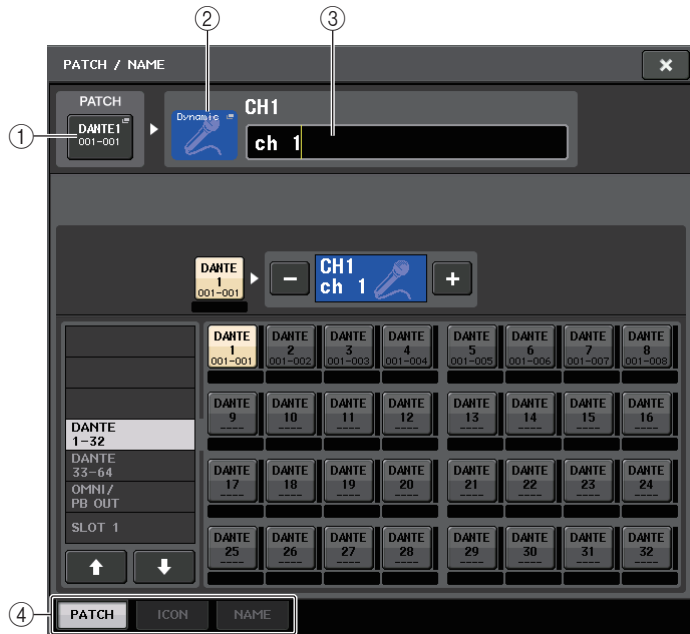 ② ③
PATCH / NAME ×
PATCH
CH1
Dynamic
① DANTE1
001-001
ch 1
DANTE
1
001-001
CH1
ch 1
− +
DANTE 1 001-001
DANTE 2 001-002
DANTE 3 001-003
DANTE 4 001-004
DANTE 5 001-005
DANTE 6 001-006
DANTE 7 001-007
DANTE 8 001-008
DANTE 9 ----
DANTE 10 ----
DANTE 11 ----
DANTE 12 ----
DANTE 13 ----
DANTE 14 ----
DANTE 15 ----
DANTE 16 ----
DANTE 17 ----
DANTE 18 ----
DANTE 19 ----
DANTE 20 ----
DANTE 21 ----
DANTE 22 ----
DANTE 23 ----
DANTE 24 ----
DANTE 25 ----
DANTE 26 ----
DANTE 27 ----
DANTE 28 ----
DANTE 29 ----
DANTE 30 ----
DANTE 31 ----
DANTE 32 ----
DANTE
1-32
DANTE
33-64
OMNI/
PB OUT
SLOT 1
④ PATCH ICON NAME